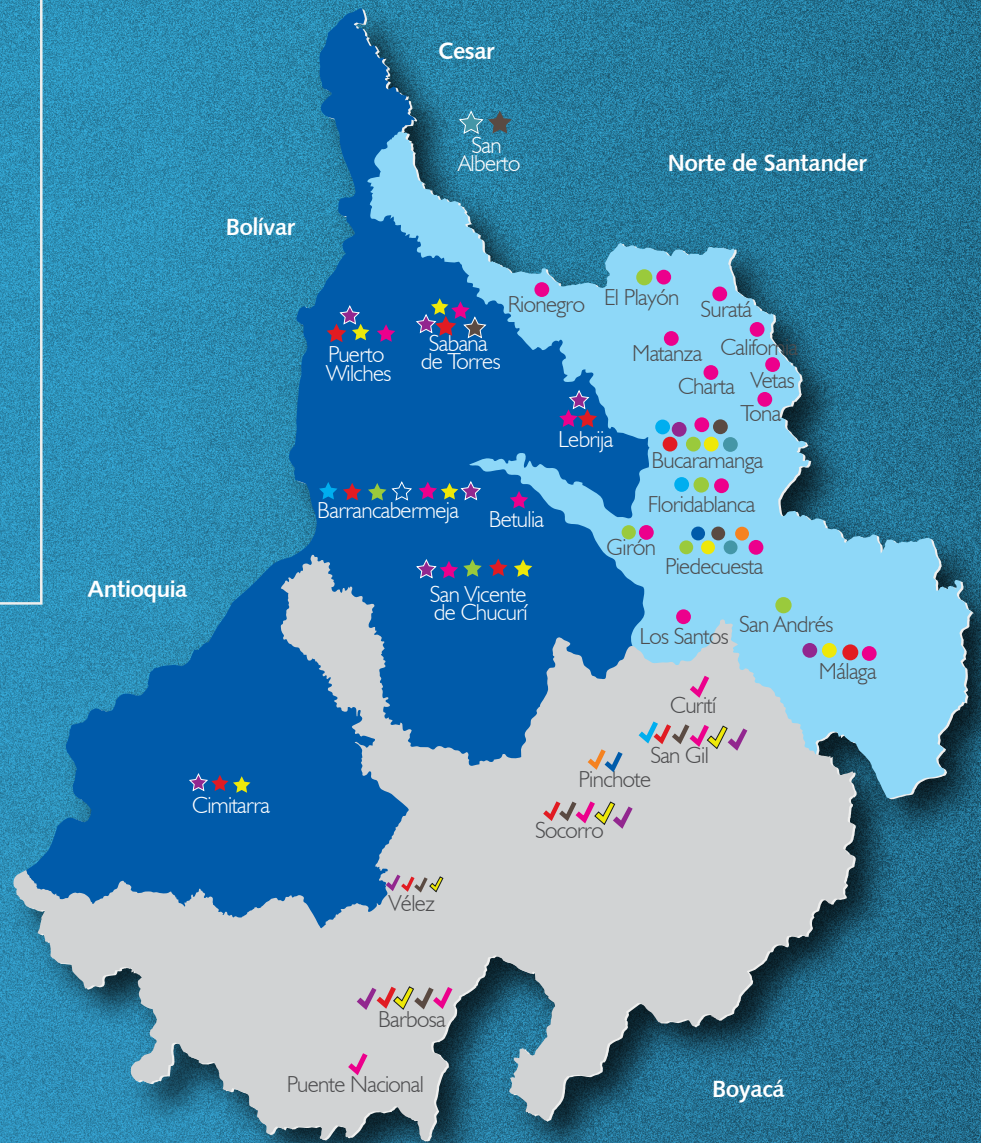 Cesar
San
Alberto
Norte de Santander
Bolívar
Rionegro
El Playón
Suratá
Puerto
Wilches
Sabana
de Torres
Matanza
Californ
Charta
Vetas
Tona
Lebrija
Bucaramanga
Barrancabermeja
Betulia
Floridablanca
Girón
Piedecuesta
Antioquia
San Vicente
de Chucurí
Los Santos
San Andrés
Málaga
Curití
San Gil
Pinchote
Cimitarra
Socorro
Vélez
Barbosa
Puente Nacional
Boyacá